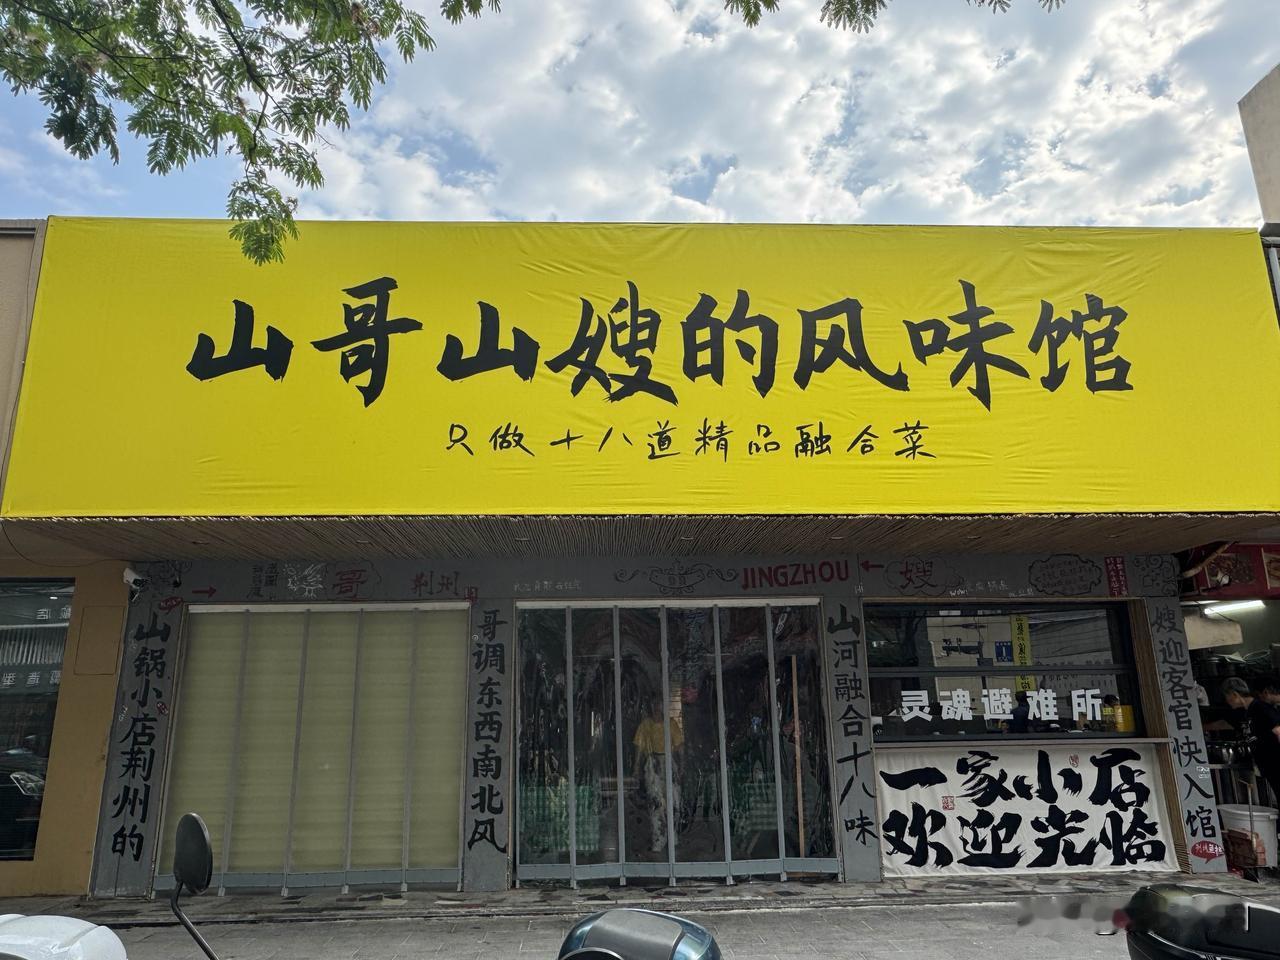 山哥山嫂的风味馆
只做十八道精品融合菜
哥
荆州
JINGZHOU
嫂
山锅小店荆州的
哥调东西南北风
山河融合十八味
嫂迎客官快入馆
灵魂避难所
一家小店
欢迎光临